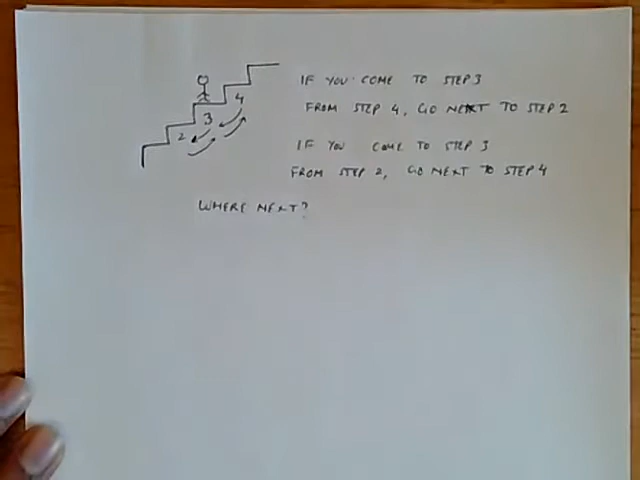 IF YOU COME TO STEP 3
FROM STEP 4, GO NEXT TO STEP 2
4
3
2
IF YOU COME TO STEP 3
FROM STEP 2, GO NEXT TO STEP 4
WHERE NEXT?